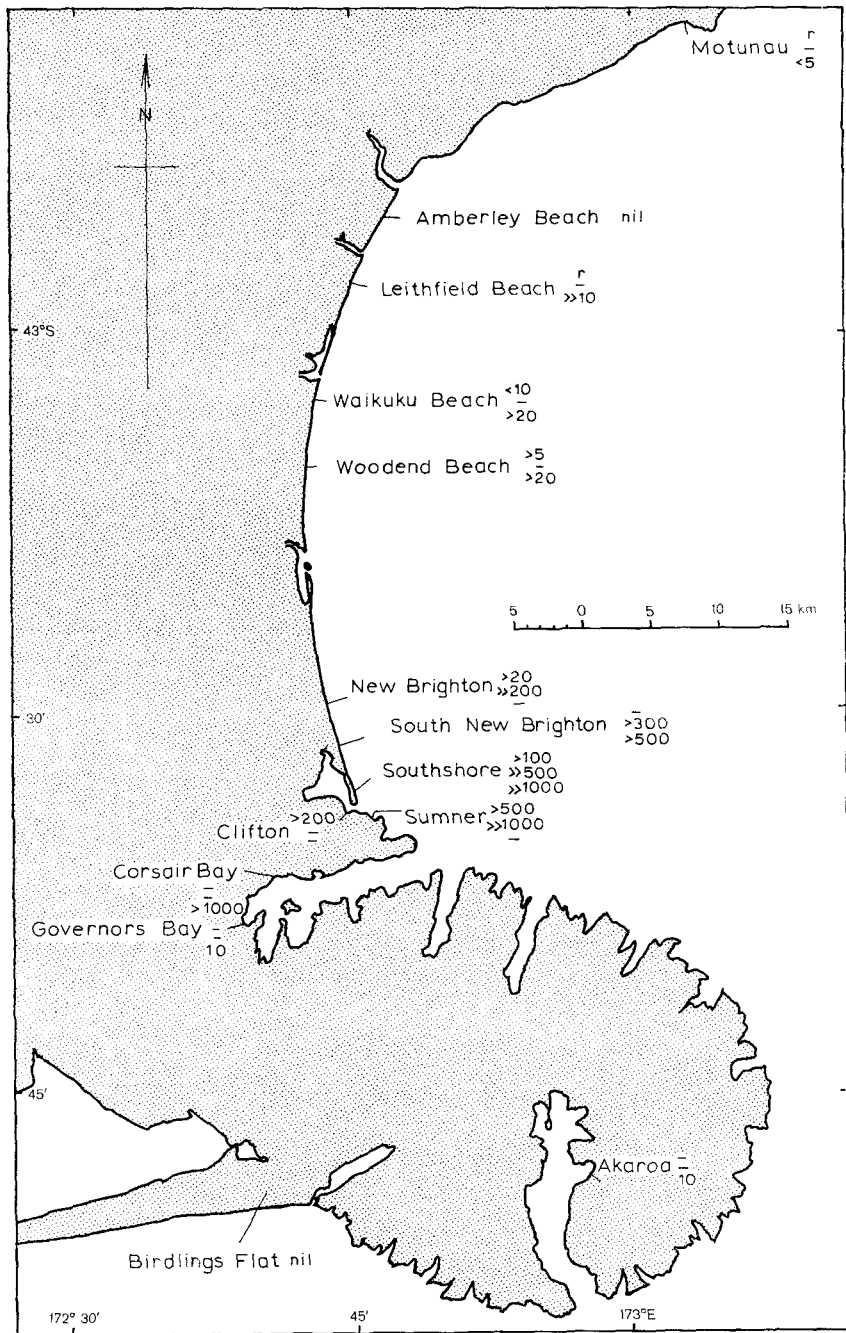 Motunau
r
–
<5
N
Amberley Beach nil
Leithfield Beach
r
–
>>10
43°S
Waikuku Beach
<10
–
>20
Woodend Beach
>5
–
>20
5 0 5 10 15 km
New Brighton
>20
>>200
–
30'
South New Brighton
–
>300
>500
Southshore
>100
>>500
>>1000
Sumner
>500
>>1000
–
Clifton
>200
–
–
Corsair Bay
–
–
>1000
Governors Bay
–
–
10
45'
Akaroa
–
–
10
Birdlings Flat nil
172° 30' 45' 173°E